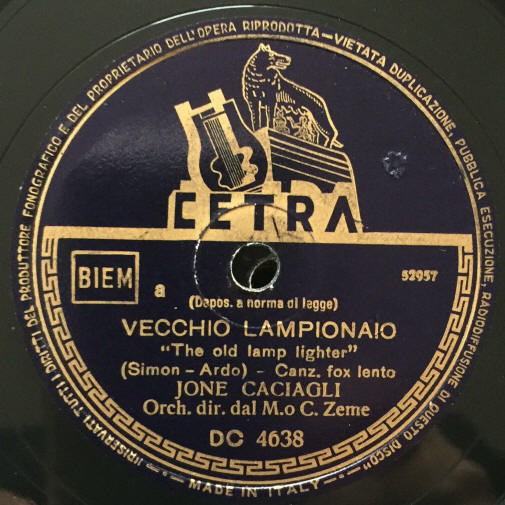 "(RISERVATI TUTTI I DIRITTI DEL PRODUTTORE FONOGRAFICO E DEL PROPRIETARIO DELL'OPERA RIPRODOTTA—VIETATA DUPLICAZIONE, PUBBLICA ESECUZIONE, RADIODIFFUSIONE DI QUESTO DISCO"
CETRA
BIEM
a
52957
(Depos. a norma di legge)
VECCHIO LAMPIONAIO
"The old lamp lighter"
(Simon - Ardo) - Canz. fox lento
JONE CACIAGLI
Orch. dir. dal M.o C. Zeme
DC 4638
MADE IN ITALY